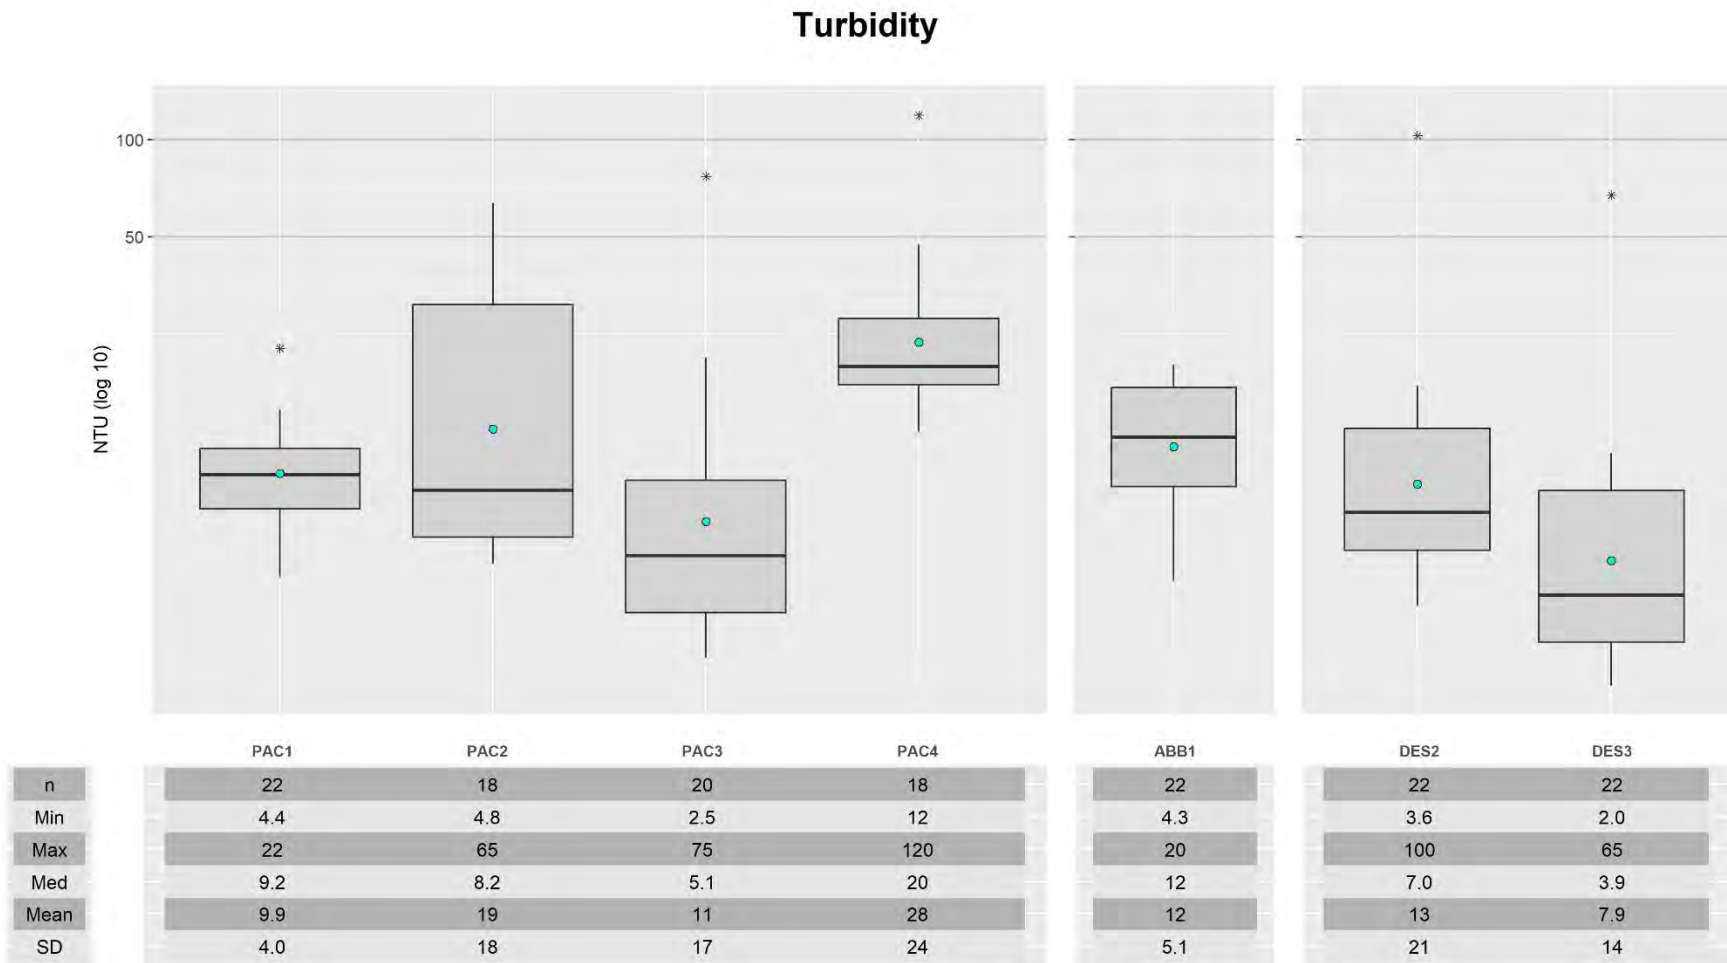 Turbidity
100
50
NTU (log 10)
PAC1 PAC2 PAC3 PAC4 ABB1 DES2 DES3
n 22 18 20 18 22 22 22
Min 4.4 4.8 2.5 12 4.3 3.6 2.0
Max 22 65 75 120 20 100 65
Med 9.2 8.2 5.1 20 12 7.0 3.9
Mean 9.9 19 11 28 12 13 7.9
SD 4.0 18 17 24 5.1 21 14